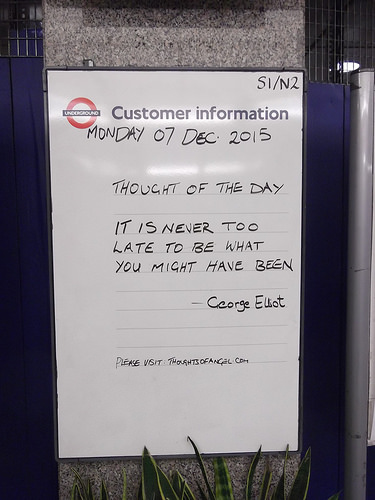 S1/N2
UNDERGROUND
Customer information
MONDAY 07 DEC. 2015
THOUGHT OF THE DAY
IT IS NEVER TOO
LATE TO BE WHAT
YOU MIGHT HAVE BEEN
- George Elliot
PLEASE VISIT: THOUGHTSOFANGEL.COM